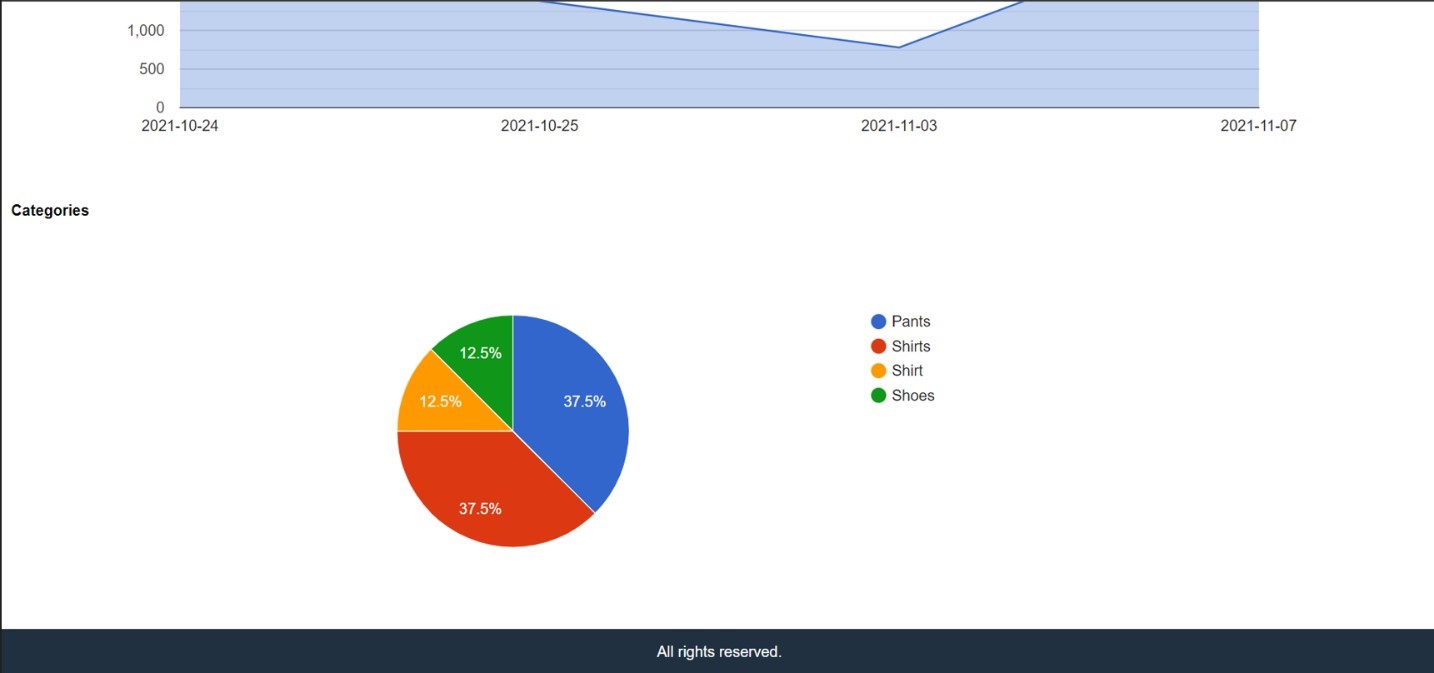 1,000
500
0
2021-10-24 2021-10-25 2021-11-03 2021-11-07
Categories
Pants
Shirts
Shirt
Shoes
12.5%
12.5%
37.5%
37.5%
All rights reserved.